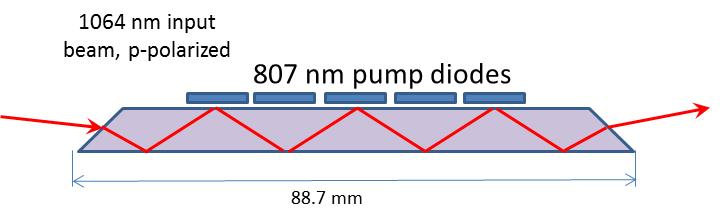 1064 nm input
beam, p-polarized
807 nm pump diodes
88.7 mm